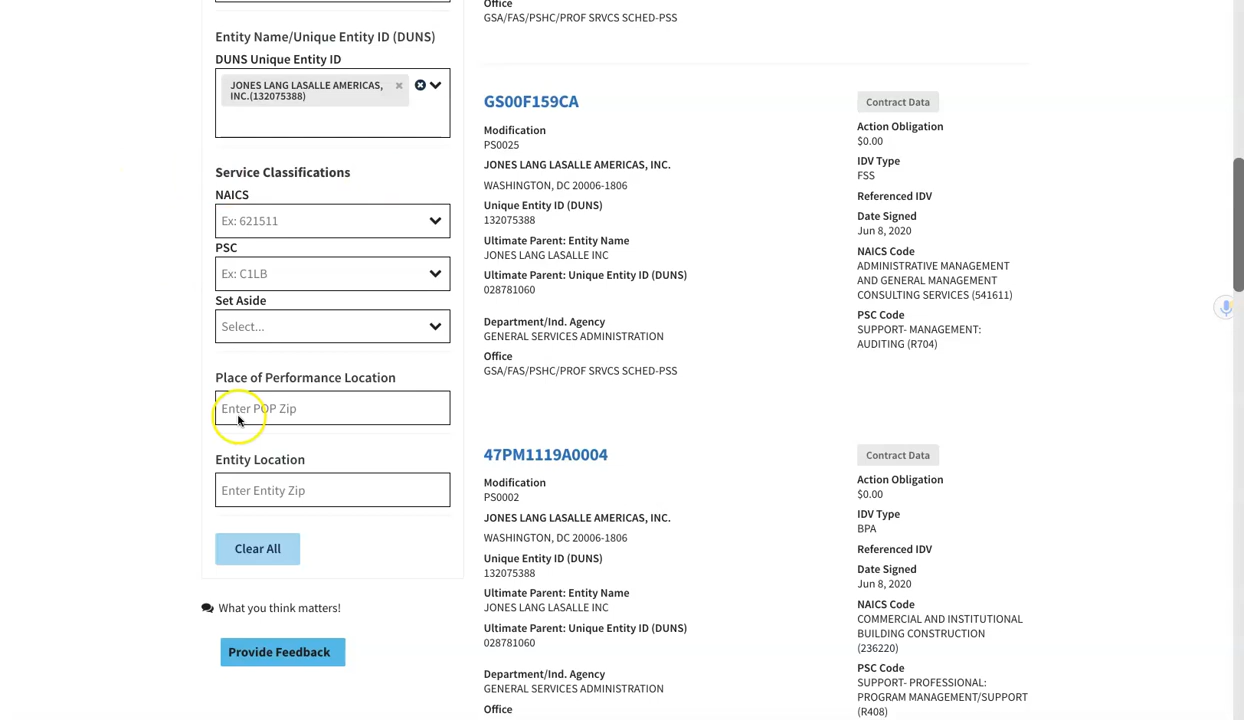 Entity Name/Unique Entity ID (DUNS)
DUNS Unique Entity ID
JONES LANG LASALLE AMERICAS,
INC.(132075388)
Service Classifications
NAICS
Ex: 621511
PSC
Ex: C1LB
Set Aside
Select...
Place of Performance Location
Enter POP Zip
Entity Location
Enter Entity Zip
Clear All
What you think matters!
Provide Feedback
Office
GSA/FAS/PSHC/PROF SRVCS SCHED-PSS
GS00F159CA
Modification
PS0025
JONES LANG LASALLE AMERICAS, INC.
WASHINGTON, DC 20006-1806
Unique Entity ID (DUNS)
132075388
Ultimate Parent: Entity Name
JONES LANG LASALLE INC
Ultimate Parent: Unique Entity ID (DUNS)
028781060
Department/Ind. Agency
GENERAL SERVICES ADMINISTRATION
Office
GSA/FAS/PSHC/PROF SRVCS SCHED-PSS
Contract Data
Action Obligation
$0.00
IDV Type
FSS
Referenced IDV
Date Signed
Jun 8, 2020
NAICS Code
ADMINISTRATIVE MANAGEMENT
AND GENERAL MANAGEMENT
CONSULTING SERVICES (541611)
PSC Code
SUPPORT- MANAGEMENT:
AUDITING (R704)
47PM1119A0004
Modification
PS0002
JONES LANG LASALLE AMERICAS, INC.
WASHINGTON, DC 20006-1806
Unique Entity ID (DUNS)
132075388
Ultimate Parent: Entity Name
JONES LANG LASALLE INC
Ultimate Parent: Unique Entity ID (DUNS)
028781060
Department/Ind. Agency
GENERAL SERVICES ADMINISTRATION
Office
Contract Data
Action Obligation
$0.00
IDV Type
BPA
Referenced IDV
Date Signed
Jun 8, 2020
NAICS Code
COMMERCIAL AND INSTITUTIONAL
BUILDING CONSTRUCTION
(236220)
PSC Code
SUPPORT- PROFESSIONAL:
PROGRAM MANAGEMENT/SUPPORT
(R408)